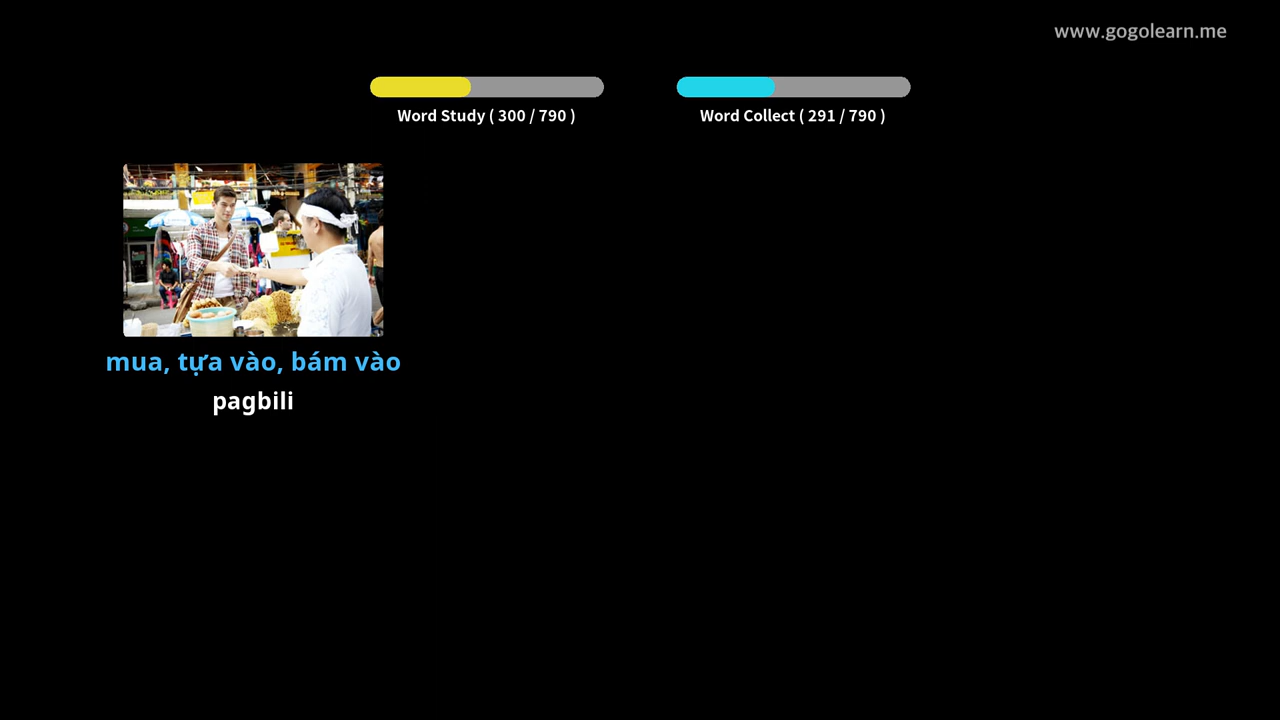 www.gogolearn.me
Word Study ( 300 / 790 )
Word Collect ( 291 / 790 )
mua, tựa vào, bám vào
pagbili